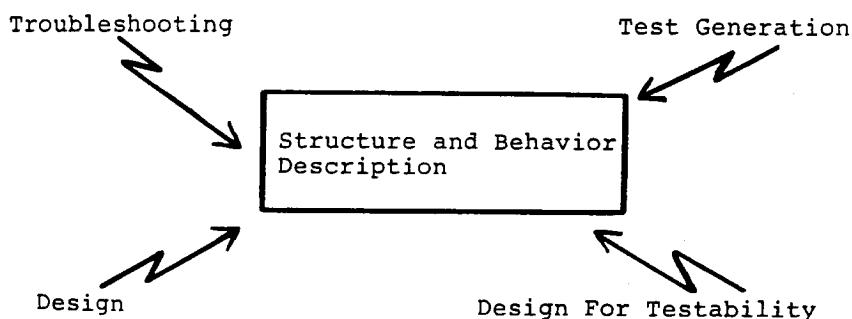 Troubleshooting
Test Generation
Structure and Behavior
Description
Design
Design For Testability